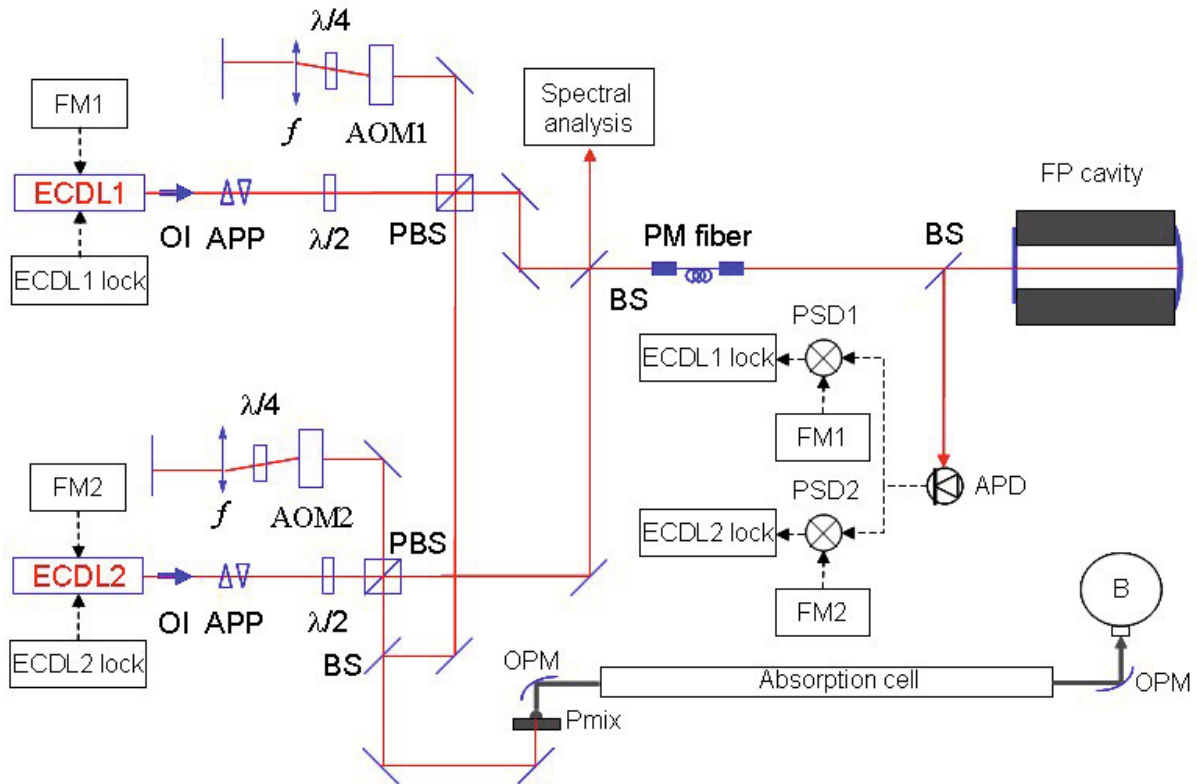 λ/4
FM1
f
AOM1
Spectral
analysis
FP cavity
ECDL1
OI APP
λ/2
PBS
PM fiber
BS
ECDL1 lock
BS
PSD1
ECDL1 lock
FM1
λ/4
FM2
f
AOM2
PSD2
APD
ECDL2 lock
PBS
ECDL2
FM2
B
OI APP
λ/2
ECDL2 lock
BS
OPM
Absorption cell
OPM
Pmix